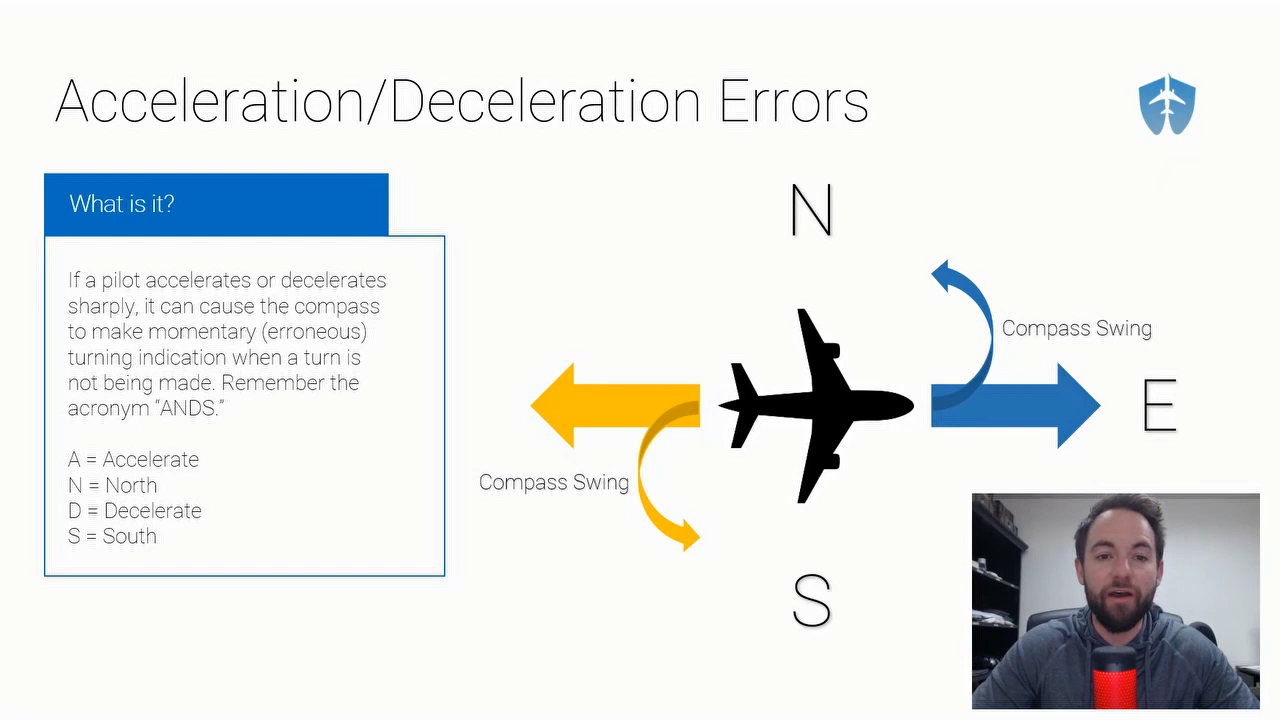 Acceleration/Deceleration Errors
What is it?
If a pilot accelerates or decelerates
sharply, it can cause the compass
to make momentary (erroneous)
turning indication when a turn is
not being made. Remember the
acronym “ANDS.”
A = Accelerate
N = North
D = Decelerate
S = South
N
Compass Swing
E
Compass Swing
S